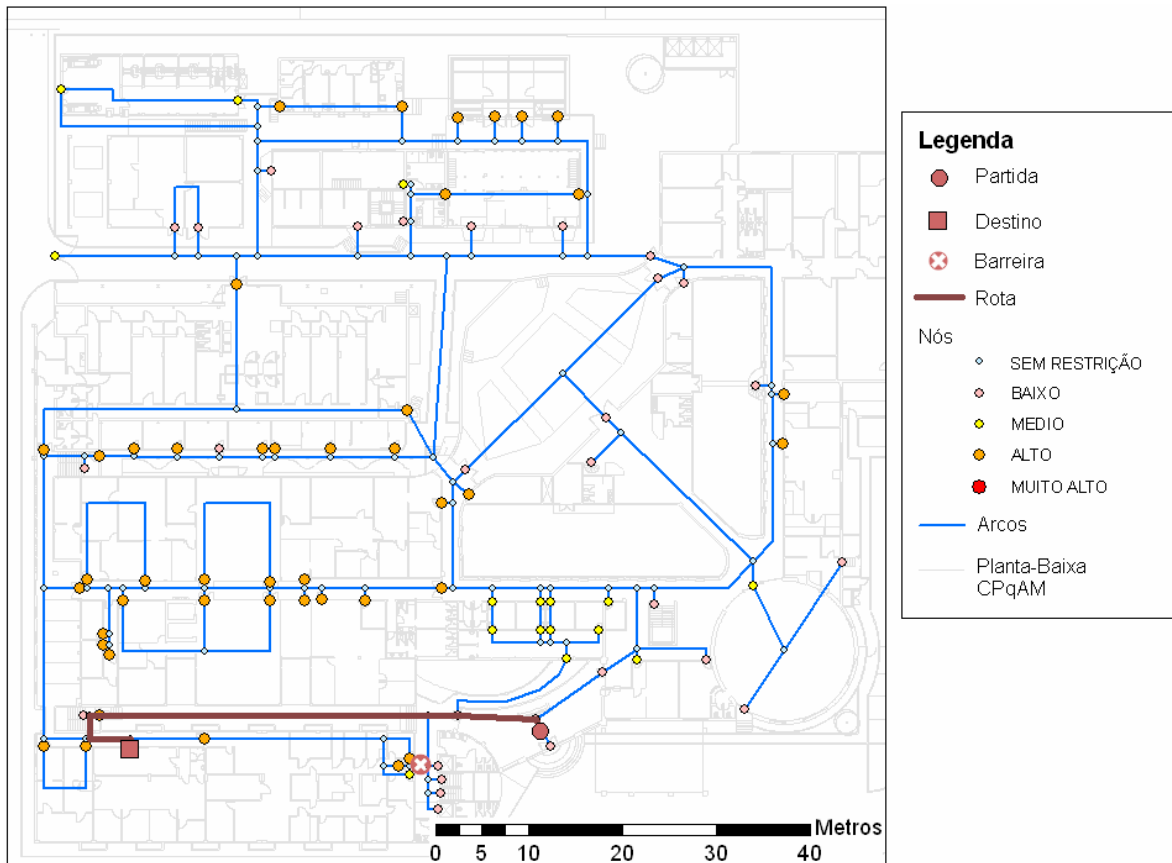 Legenda
Partida
Destino
Barreira
Rota
Nós
SEM RESTRIÇÃO
BAIXO
MEDIO
ALTO
MUITO ALTO
Arcos
Planta-Baixa
CPqAM
Metros
0 5 10 20 30 40